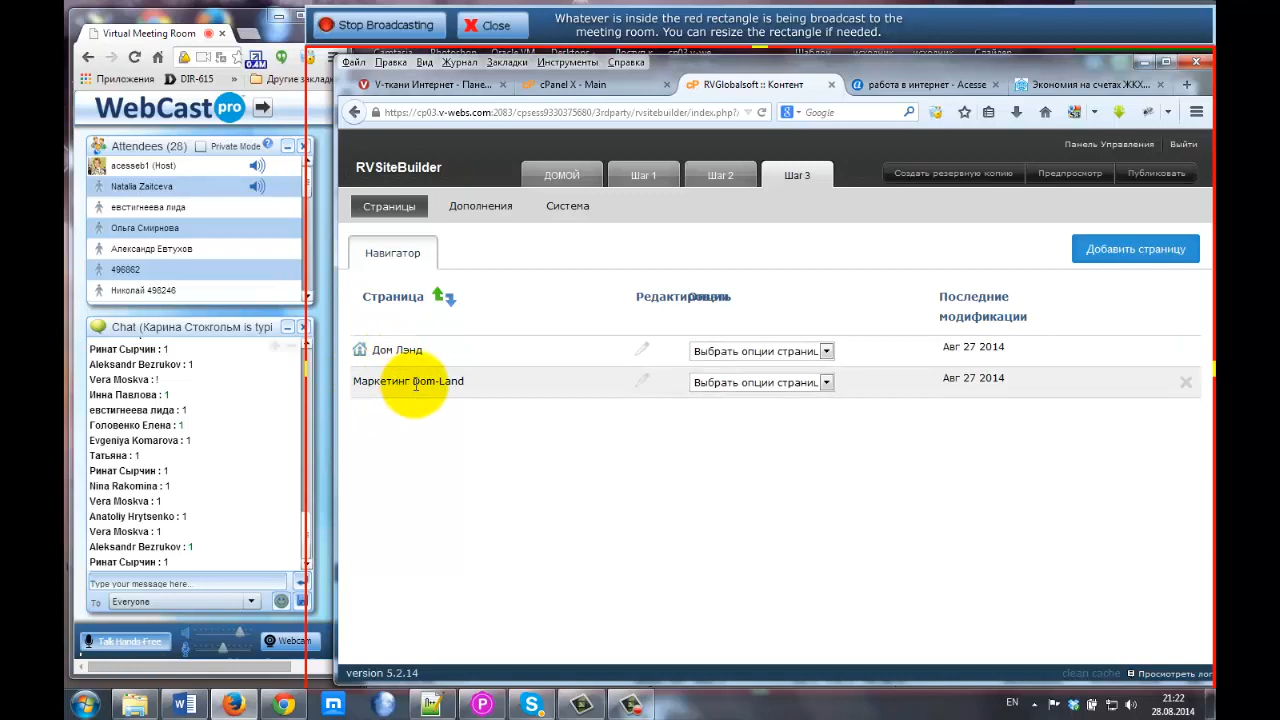 Stop Broadcasting
Close
Whatever is inside the red rectangle is being broadcast to the
meeting room. You can resize the rectangle if needed.
Virtual Meeting Room
Приложения
DIR-615
»
Другие заклад
WebCast pro
Attendees (28)
Private Mode
acesseb1 (Host)
Natalia Zaitceva
евстигнеева лида
Ольга Смирнова
Александр Евтухов
496862
Николай 498246
Chat (Карина Стокгольм is typi
Ринат Сырчин : 1
Aleksandr Bezrukov : 1
Vera Moskva : !
Инна Павлова : 1
евстигнеева лида : 1
Головенко Елена : 1
Evgeniya Komarova : 1
Татьяна : 1
Ринат Сырчин : 1
Nina Rakomina : 1
Vera Moskva : 1
Anatoliy Hrytsenko : 1
Vera Moskva : 1
Aleksandr Bezrukov : 1
Ринат Сырчин : 1
Type your message here...
To
Everyone
Talk Hands-Free
Webcam
Файл Правка Вид Журнал Закладки Инструменты Справка
V-ткани Интернет - Пане...
cPanel X - Main
RVGlobalsoft :: Контент
работа в интернет - Acesse
Экономия на счетах ЖКХ...
https://cp03.v-webs.com:2083/cpsess9330375680/3rdparty/rvsitebuilder/index.php?/
Google
Панель Управления
Выйти
RVSiteBuilder
ДОМОЙ
Шаг 1
Шаг 2
Шаг 3
Создать резервную копию
Предпросмотр
Публиковать
Страницы
Дополнения
Система
Навигатор
Добавить страницу
Страница
Последние
модификации
Дом Лэнд
Выбрать опции страниц
Авг 27 2014
Маркетинг Dom-Land
Выбрать опции страниц
Авг 27 2014
version 5.2.14
clean cache
Просмотреть лог
EN
21:22
28.08.2014